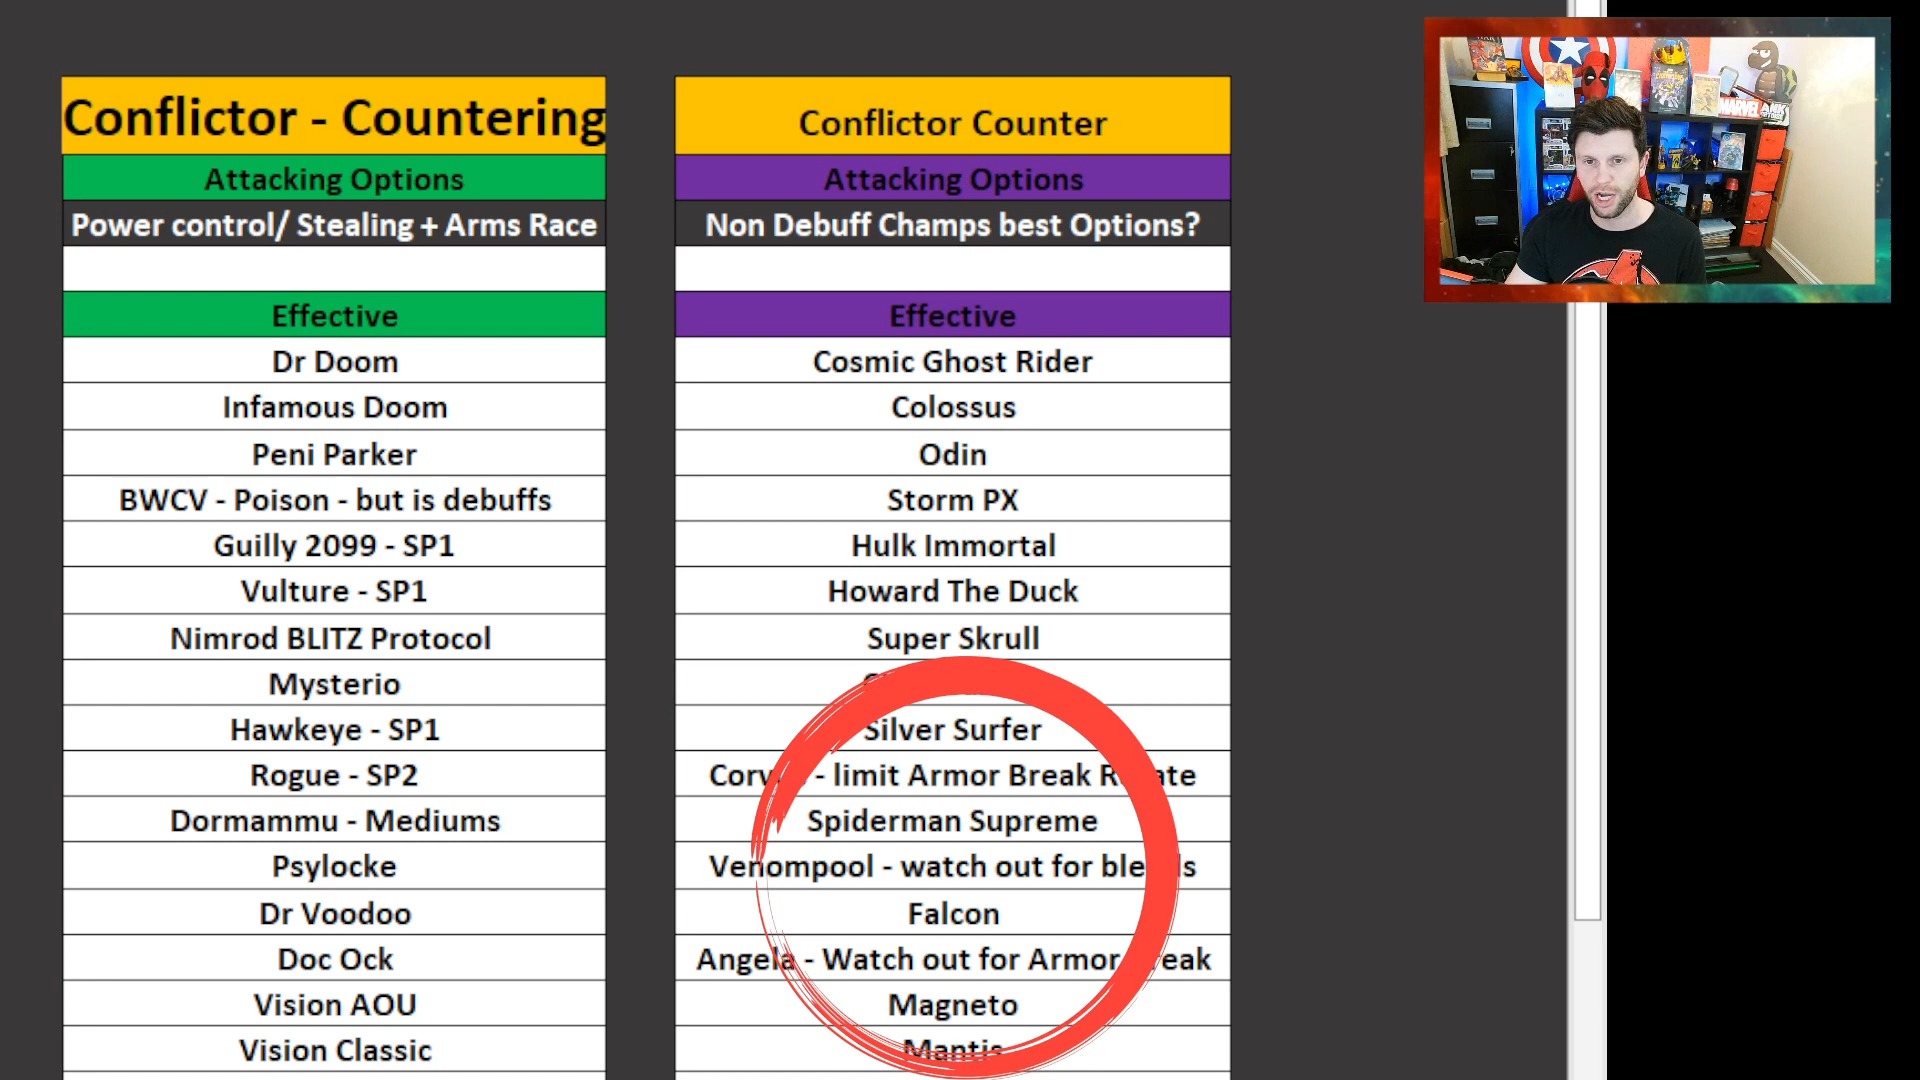 Conflictor - Countering
Attacking Options
Power control/ Stealing + Arms Race
Effective
Dr Doom
Infamous Doom
Peni Parker
BWCV - Poison - but is debuffs
Guilly 2099 - SP1
Vulture - SP1
Nimrod BLITZ Protocol
Mysterio
Hawkeye - SP1
Rogue - SP2
Dormammu - Mediums
Psylocke
Dr Voodoo
Doc Ock
Vision AOU
Vision Classic
Conflictor Counter
Attacking Options
Non Debuff Champs best Options?
Effective
Cosmic Ghost Rider
Colossus
Odin
Storm PX
Hulk Immortal
Howard The Duck
Super Skrull
Silver Surfer
- limit Armor Break
Spiderman Supreme
Venompool - watch out for
Falcon
Angela - Watch out for Armor
Magneto
Mantis
MARVEL